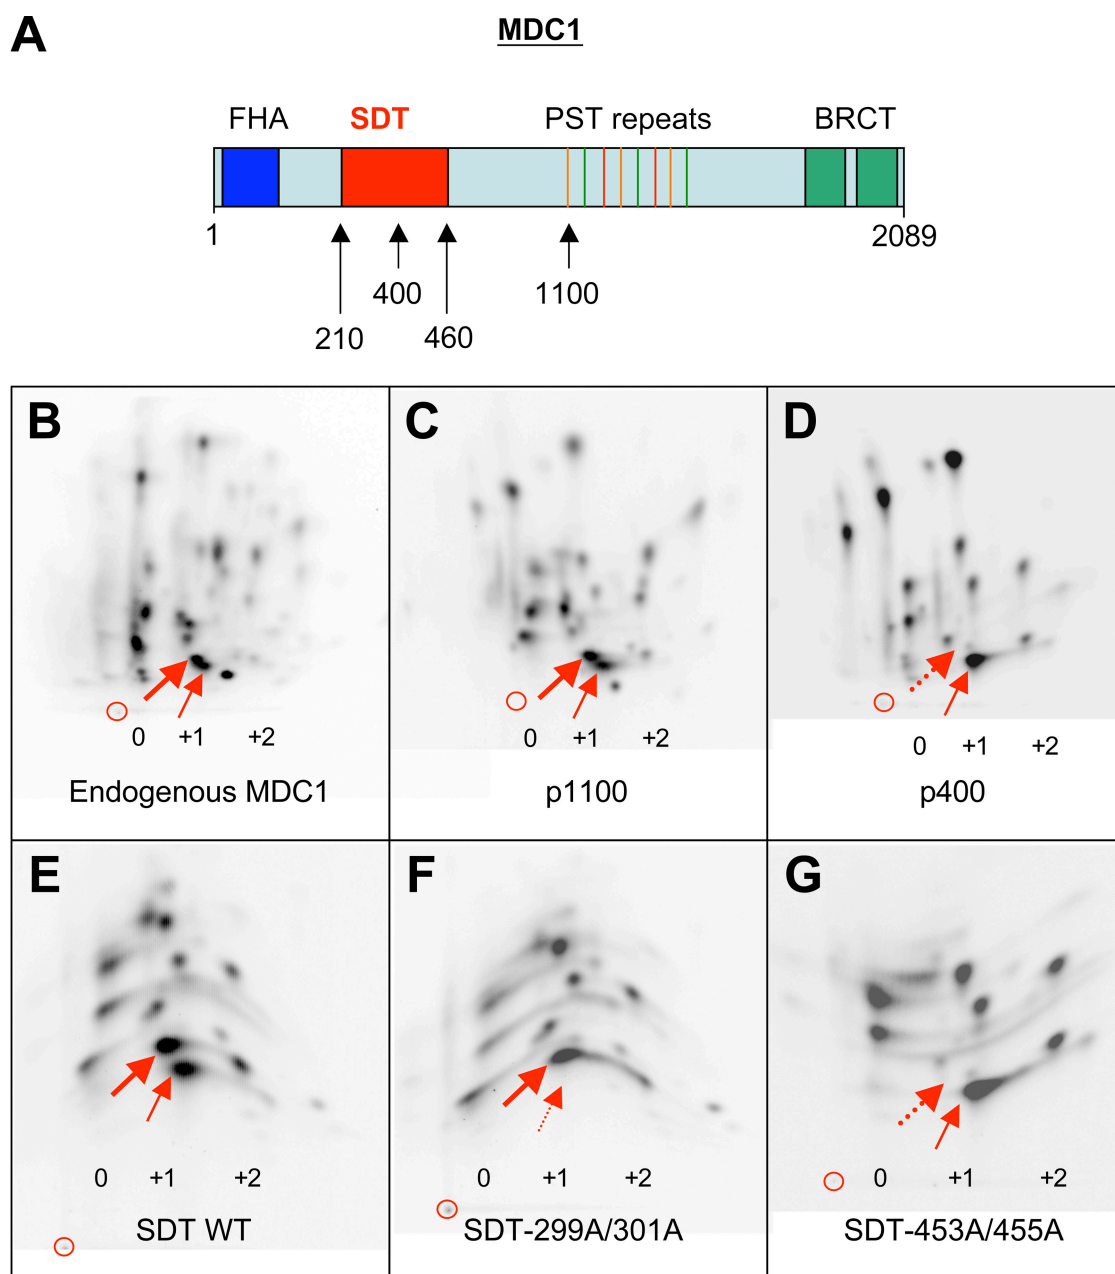 A
MDC1
FHA SDT PST repeats BRCT
1 2089
400 1100
210 460
B C D
0 +1 +2 0 +1 +2 0 +1 +2
Endogenous MDC1 p1100 p400
E F G
0 +1 +2 0 +1 +2 0 +1 +2
SDT WT SDT-299A/301A SDT-453A/455A